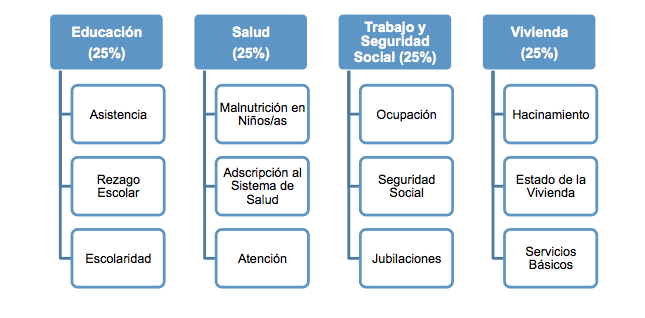 Educación
(25%)
Asistencia
Rezago
Escolar
Escolaridad
Salud
(25%)
Malnutrición en
Niños/as
Adscripción al
Sistema de
Salud
Atención
Trabajo y
Seguridad
Social (25%)
Ocupación
Seguridad
Social
Jubilaciones
Vivienda
(25%)
Hacinamiento
Estado de la
Vivienda
Servicios
Básicos